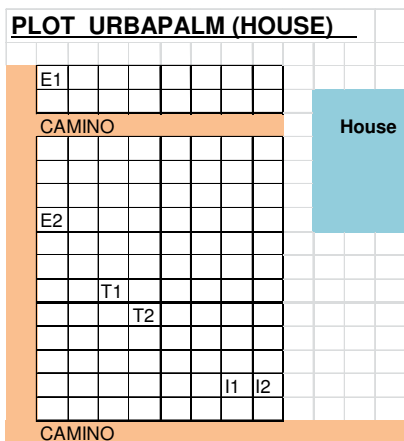 PLOT URBAPALM (HOUSE)
E1
CAMINO
House
E2
T1
T2
I1 I2
CAMINO